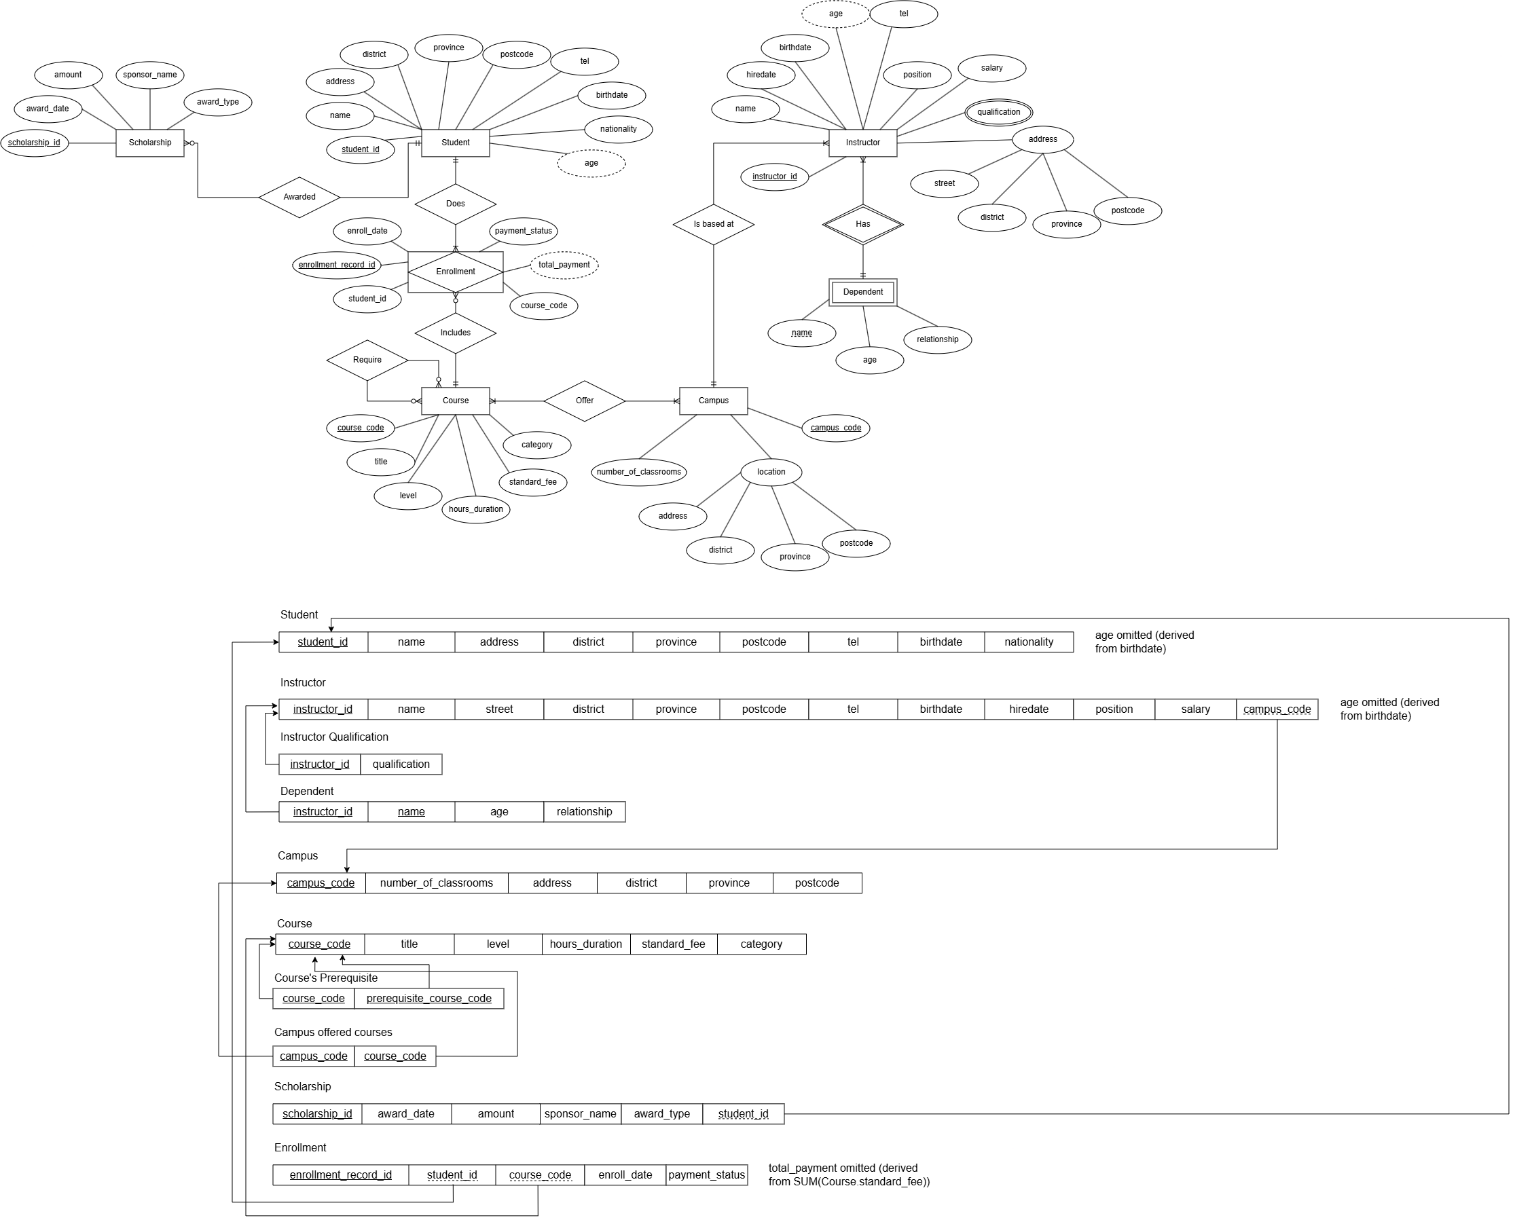 age
tel
birthdate
hiredate
name
position
salary
qualification
address
Instructor
instructor_id
street
district
province
postcode
district
province
postcode
tel
address
birthdate
name
nationality
student_id
Student
age
amount
sponsor_name
award_date
award_type
scholarship_id
Scholarship
Awarded
Does
Is based at
Has
enroll_date
payment_status
enrollment_record_id
Enrollment
total_payment
student_id
course_code
Dependent
name
age
relationship
Includes
Require
Course
Offer
Campus
course_code
category
title
level
standard_fee
hours_duration
campus_code
number_of_classrooms
location
address
district
province
postcode
Student
student_id name address district province postcode tel birthdate nationality
age omitted (derived
from birthdate)
Instructor
instructor_id name street district province postcode tel birthdate hiredate position salary campus_code
age omitted (derived
from birthdate)
Instructor Qualification
instructor_id qualification
Dependent
instructor_id name age relationship
Campus
campus_code number_of_classrooms address district province postcode
Course
course_code title level hours_duration standard_fee category
Course's Prerequisite
course_code prerequisite_course_code
Campus offered courses
campus_code course_code
Scholarship
scholarship_id award_date amount sponsor_name award_type student_id
Enrollment
enrollment_record_id student_id course_code enroll_date payment_status
total_payment omitted (derived
from SUM(Course.standard_fee))